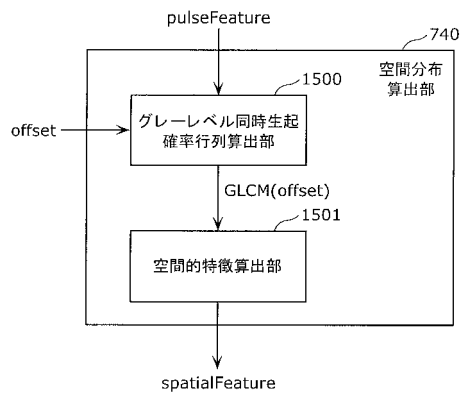 pulseFeature
740
空間分布
算出部
1500
グレーレベル同時生起
確率行列算出部
offset
GLCM(offset)
1501
空間的特徴算出部
spatialFeature